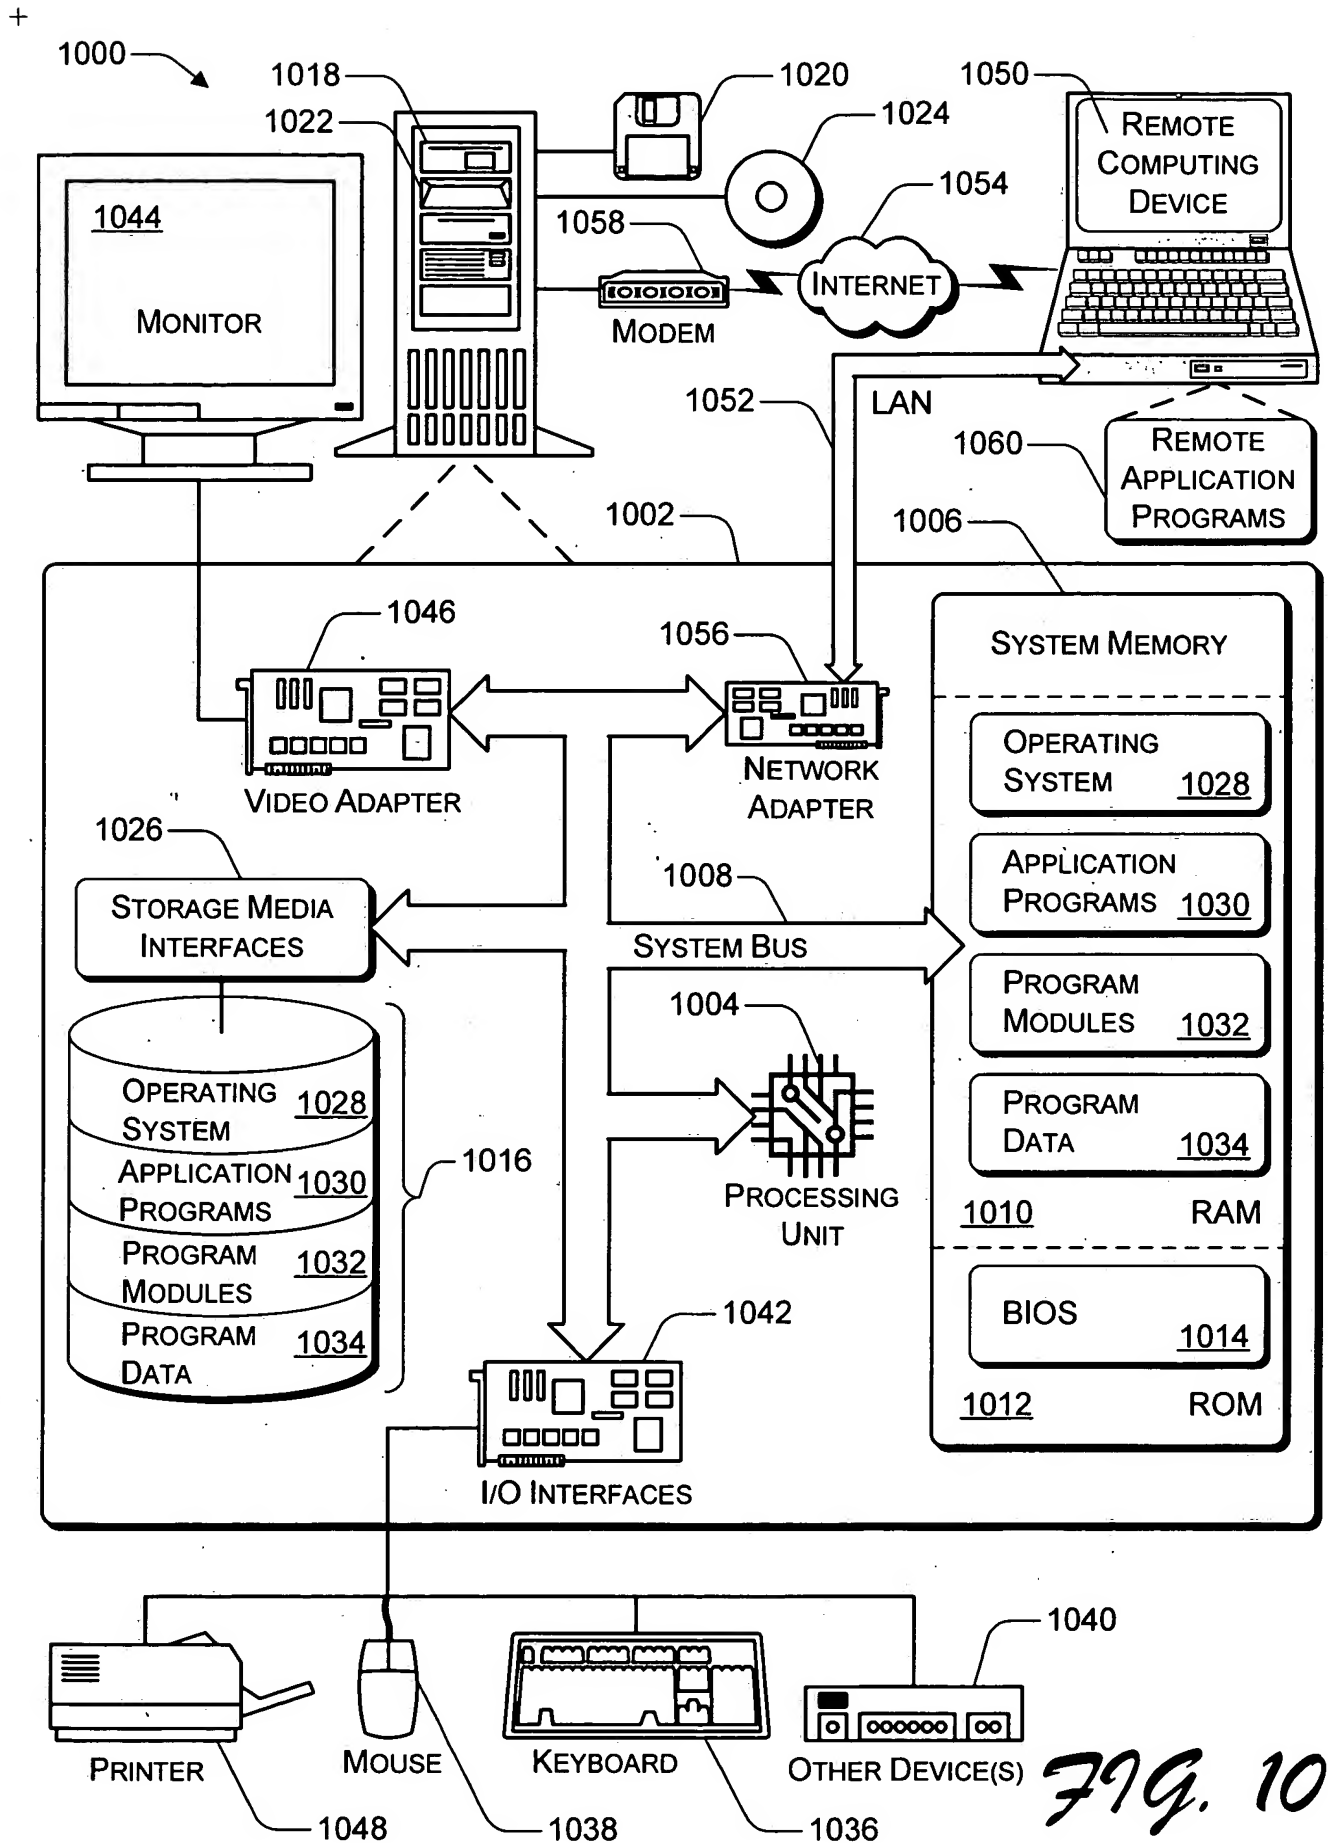 +
1000
1018
1022
1020
1024
1050
REMOTE
COMPUTING
DEVICE
1054
1058
1044
MONITOR
INTERNET
MODEM
LAN
1052
1060
REMOTE
APPLICATION
PROGRAMS
1002
1006
1046
1056
SYSTEM MEMORY
OPERATING
SYSTEM
1028
NETWORK
ADAPTER
VIDEO ADAPTER
1026
APPLICATION
PROGRAMS
1030
1008
STORAGE MEDIA
INTERFACES
SYSTEM BUS
PROGRAM
MODULES
1032
1004
OPERATING
SYSTEM
1028
PROGRAM
DATA
1034
APPLICATION
PROGRAMS
1030
1016
PROCESSING
UNIT
1010
RAM
PROGRAM
MODULES
1032
BIOS
1014
PROGRAM
DATA
1034
1042
1012
ROM
I/O INTERFACES
1040
PRINTER
MOUSE
KEYBOARD
OTHER DEVICE(S)
1048
1038
1036
FIG. 10